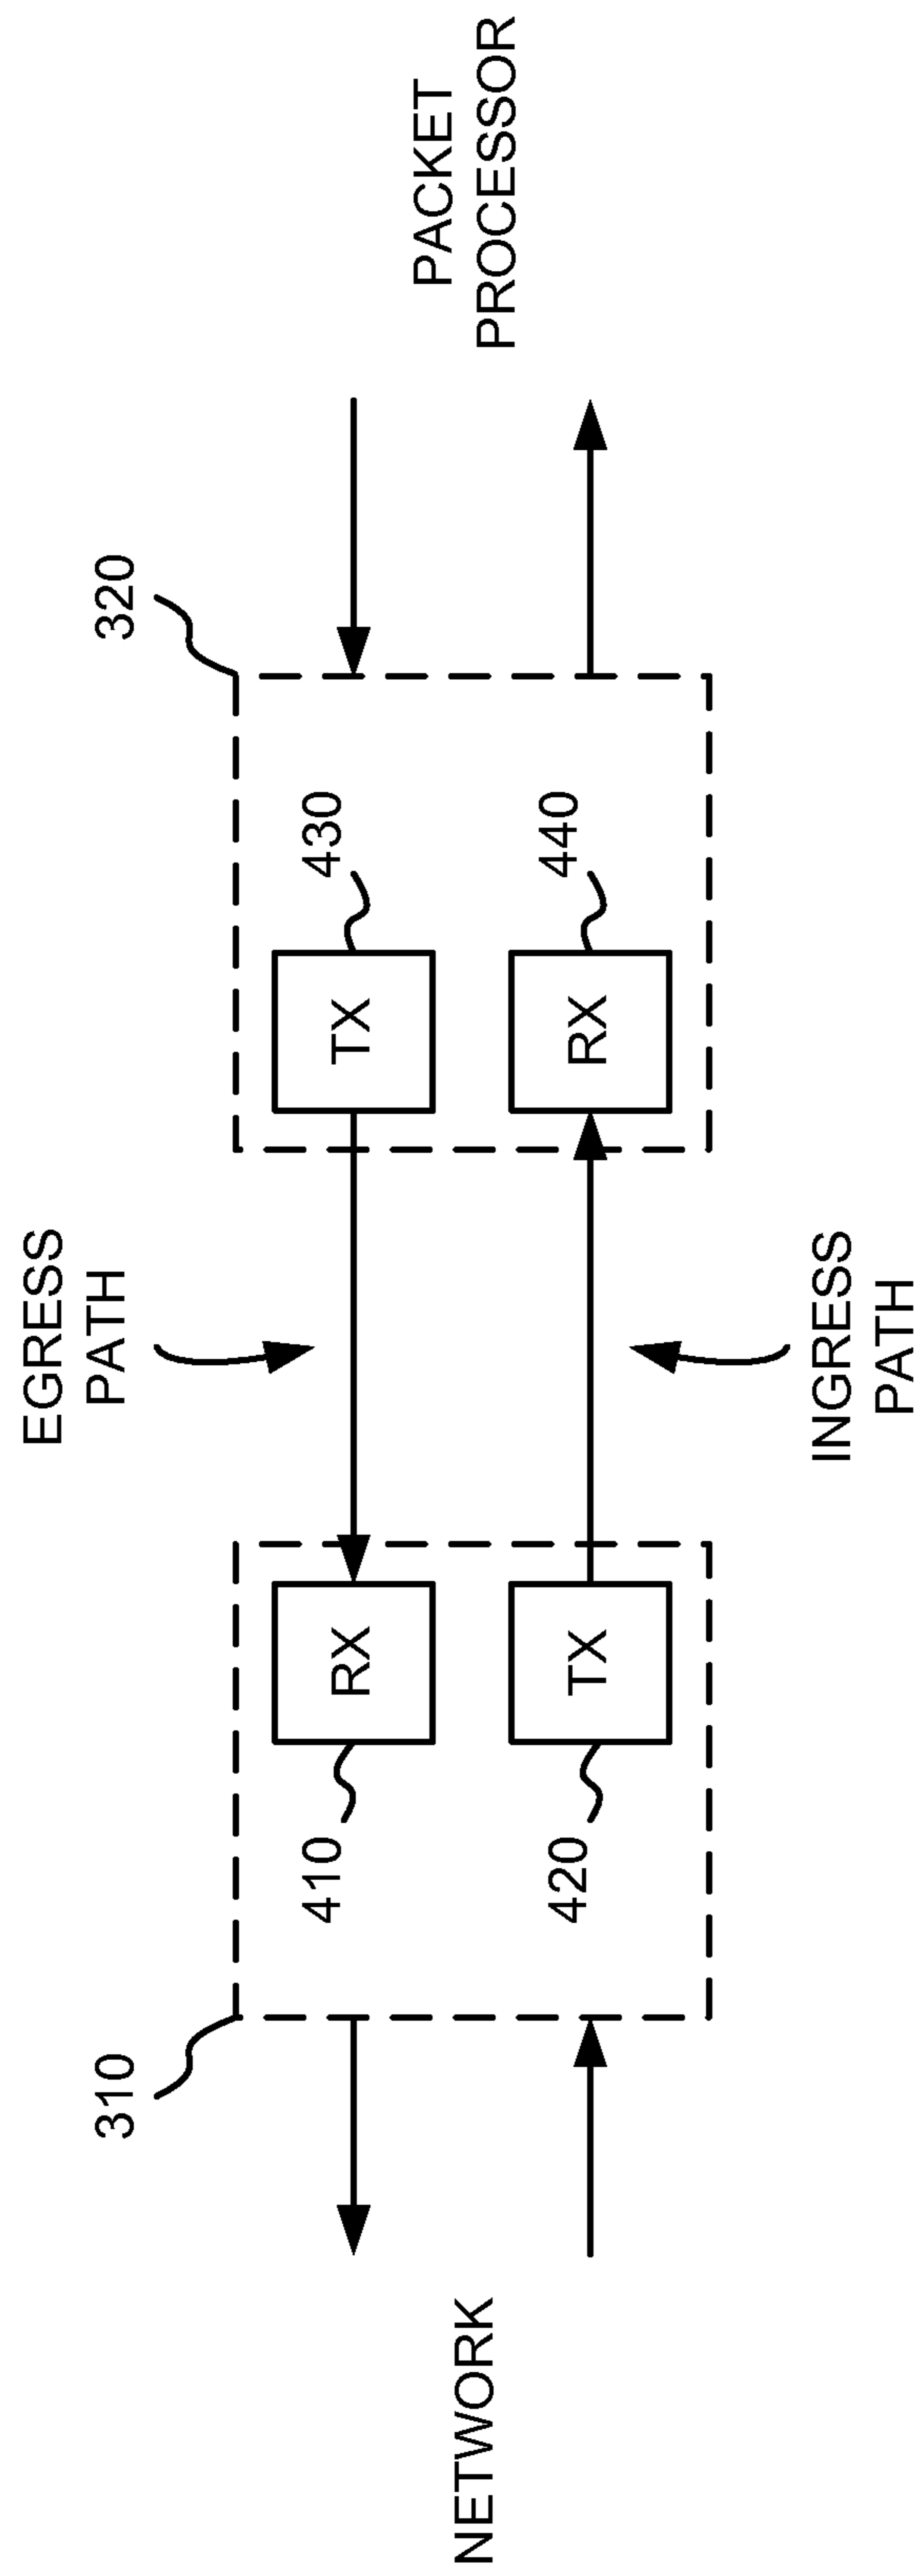 EGRESS
PATH
310
320
410
RX
TX
430
NETWORK
PACKET
PROCESSOR
420
TX
RX
440
INGRESS
PATH